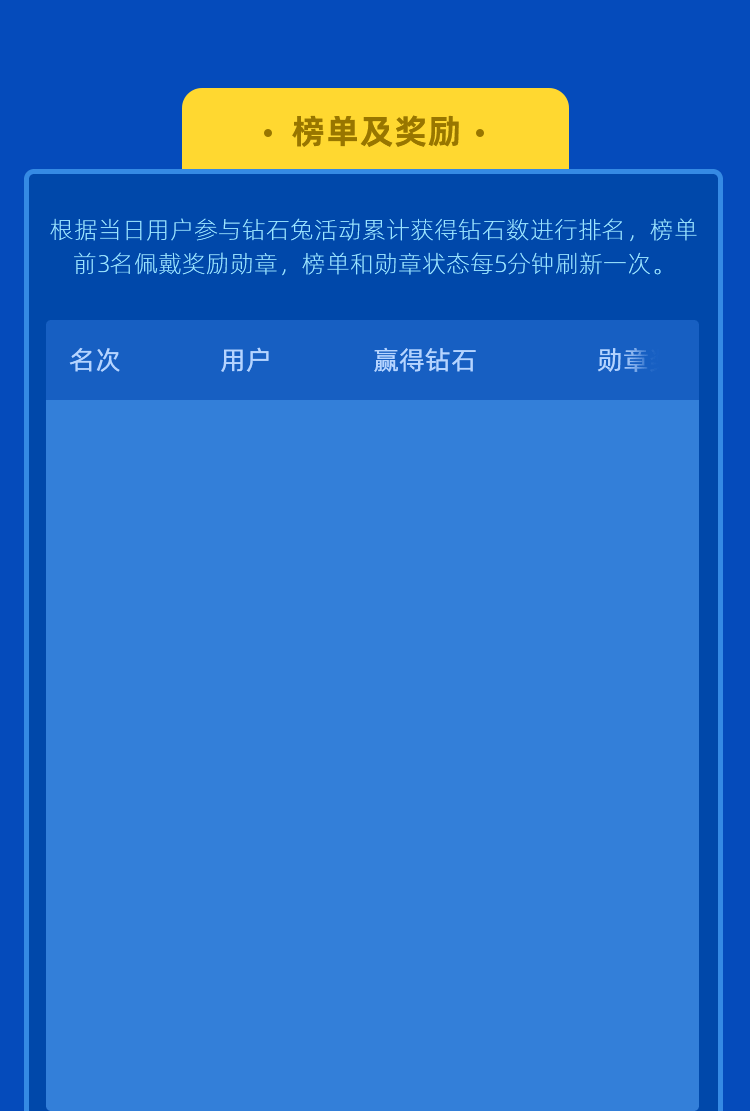 · 榜单及奖励 ·
根据当日用户参与钻石兔活动累计获得钻石数进行排名，榜单
前3名佩戴奖励勋章，榜单和勋章状态每5分钟刷新一次。
名次 用户 赢得钻石 勋章